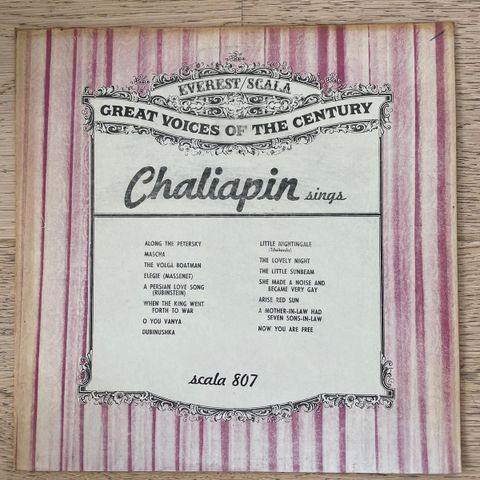 EVEREST/SCALA
GREAT VOICES OF THE CENTURY
Chaliapin sings
ALONG THE PETERSKY
MASCHA
THE VOLGA BOATMAN
ELEGIE (MASSENET)
A PERSIAN LOVE SONG
(RUBINSTEIN)
WHEN THE KING WENT
FORTH TO WAR
O YOU VANYA
DUBINUSHKA
LITTLE NIGHTINGALE
(Tchaikovsky)
THE LOVELY NIGHT
THE LITTLE SUNBEAM
SHE MADE A NOISE AND
BECAME VERY GAY
ARISE RED SUN
A MOTHER-IN-LAW HAD
SEVEN SONS-IN-LAW
NOW YOU ARE FREE
scala 807